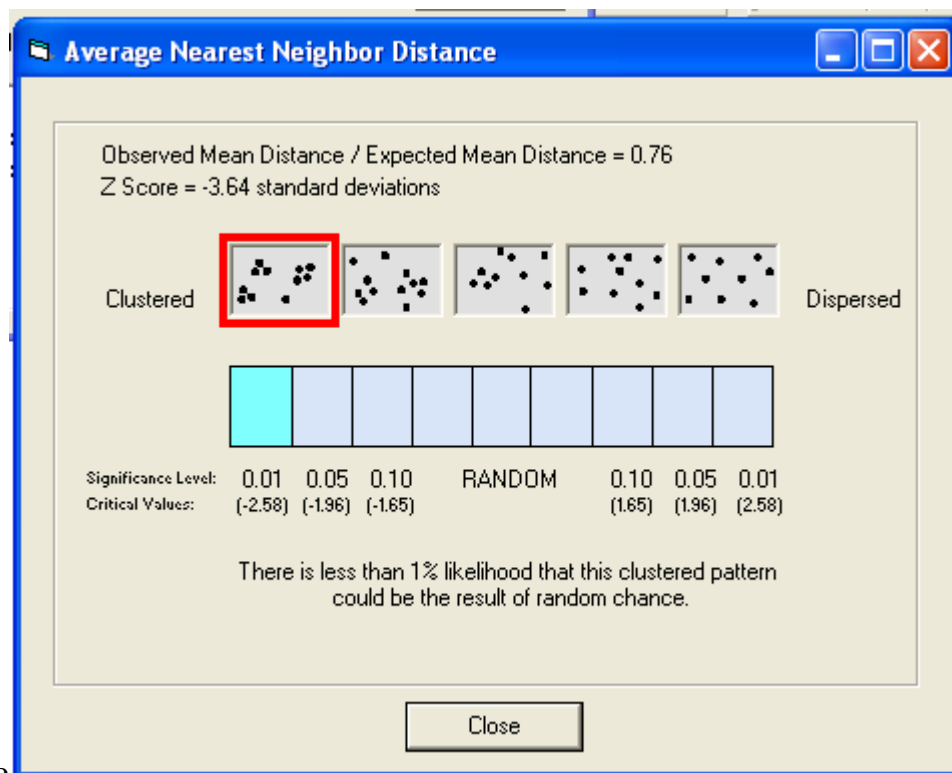 Average Nearest Neighbor Distance
Observed Mean Distance / Expected Mean Distance = 0.76
Z Score = -3.64 standard deviations
Clustered
Dispersed
Significance Level: 0.01 0.05 0.10 RANDOM 0.10 0.05 0.01
Critical Values: (-2.58) (-1.96) (-1.65) (1.65) (1.96) (2.58)
There is less than 1% likelihood that this clustered pattern
could be the result of random chance.
Close